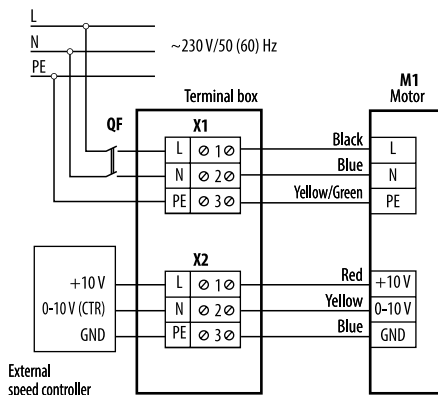 L
N
PE
~230 V/50 (60) Hz
M1
Motor
Terminal box
QF
X1
L 1
N 2
PE 3
Black
Blue
Yellow/Green
L
N
PE
X2
L 1
N 2
PE 3
+10 V
0-10 V (CTR)
GND
Red
Yellow
Blue
+10 V
0-10 V
GND
External
speed controller